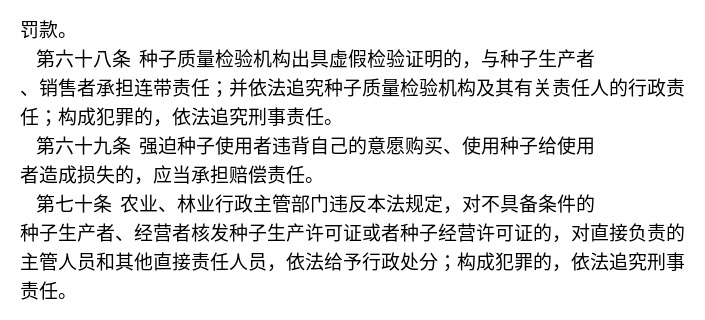 罚款。
第六十八条 种子质量检验机构出具虚假检验证明的，与种子生产者
、销售者承担连带责任；并依法追究种子质量检验机构及其有关责任人的行政责
任；构成犯罪的，依法追究刑事责任。
第六十九条 强迫种子使用者违背自己的意愿购买、使用种子给使用
者造成损失的，应当承担赔偿责任。
第七十条 农业、林业行政主管部门违反本法规定，对不具备条件的
种子生产者、经营者核发种子生产许可证或者种子经营许可证的，对直接负责的
主管人员和其他直接责任人员，依法给予行政处分；构成犯罪的，依法追究刑事
责任。